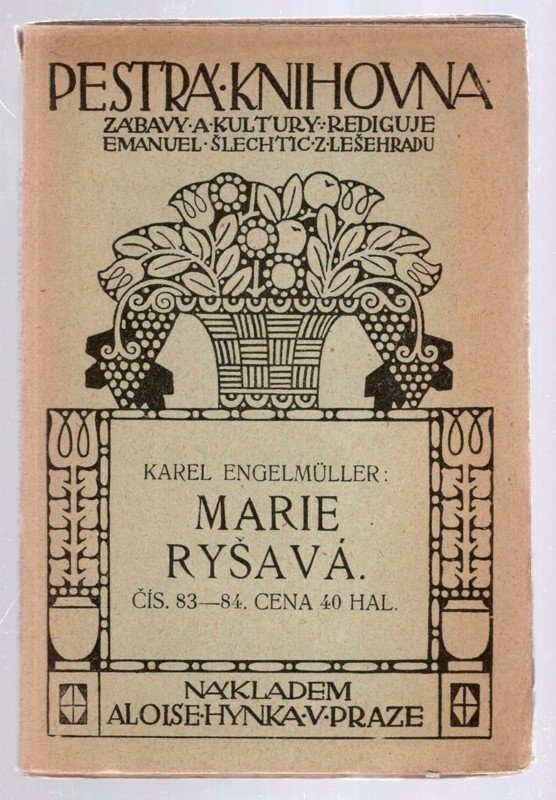 PESTRÁ·KNIHOVNA
ZÁBAVY·A·KULTURY:·REDIGUJE
EMANUEL·ŠLECHTIC·Z·LEŠEHRADU
KAREL ENGELMÜLLER:
MARIE
RYŠAVÁ.
ČÍS. 83—84. CENA 40 HAL.
NÁKLADEM
ALOISE·HYNKA·V·PRAZE